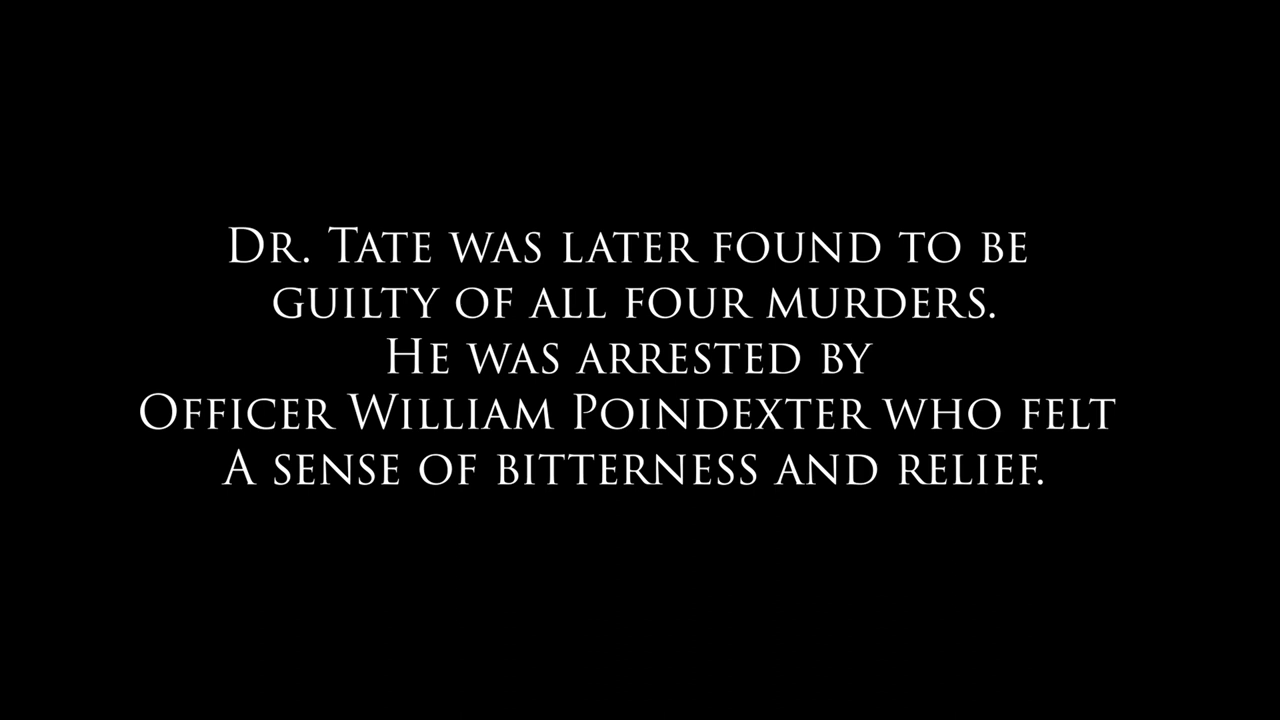 Dr. Tate was later found to be
guilty of all four murders.
He was arrested by
Officer William Poindexter who felt
a sense of bitterness and relief.